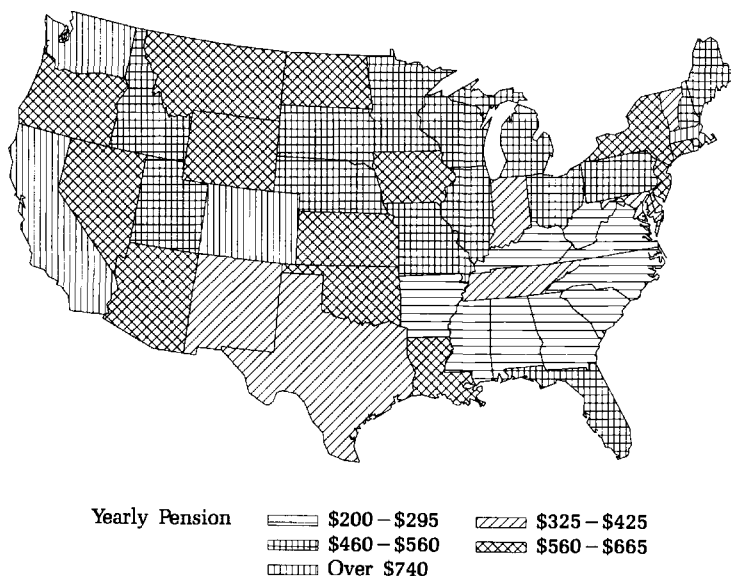 Yearly Pension
$200 – $295
$325 – $425
$460 – $560
$560 – $665
Over $740